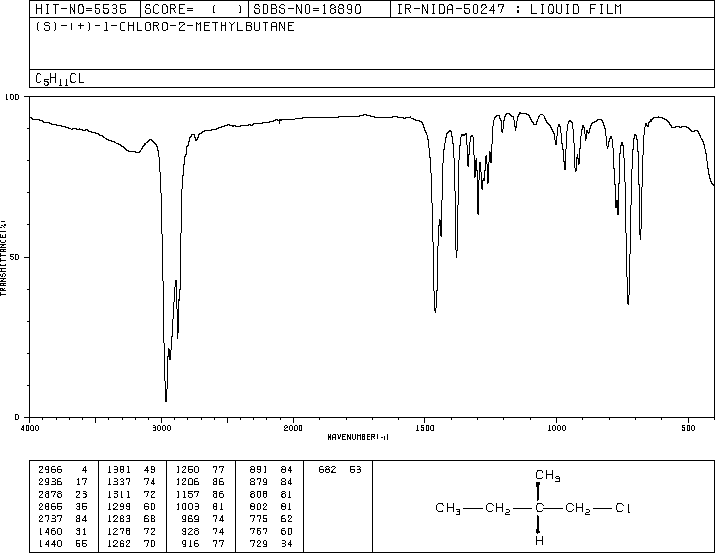 HIT-NO=5535 SCORE= ( ) SDBS-NO=18890 IR-NIDA-50247 : LIQUID FILM
(S)-(+)-1-CHLORO-2-METHYLBUTANE
C5H11CL
100
50
0
TRANSMITTANCE(%)
4000 3000 2000 1500 1000 500
WAVENUMBER(-1)
2966 4 1381 49 1260 77 891 84 682 53
2936 17 1337 74 1206 86 879 84
2878 23 1311 72 1157 86 808 81
2866 36 1299 60 1003 81 802 81
2737 84 1283 68 969 74 775 62
1460 31 1278 72 928 74 767 60
1440 55 1262 70 916 77 729 34
CH3
CH3 CH2 C CH2 Cl
H